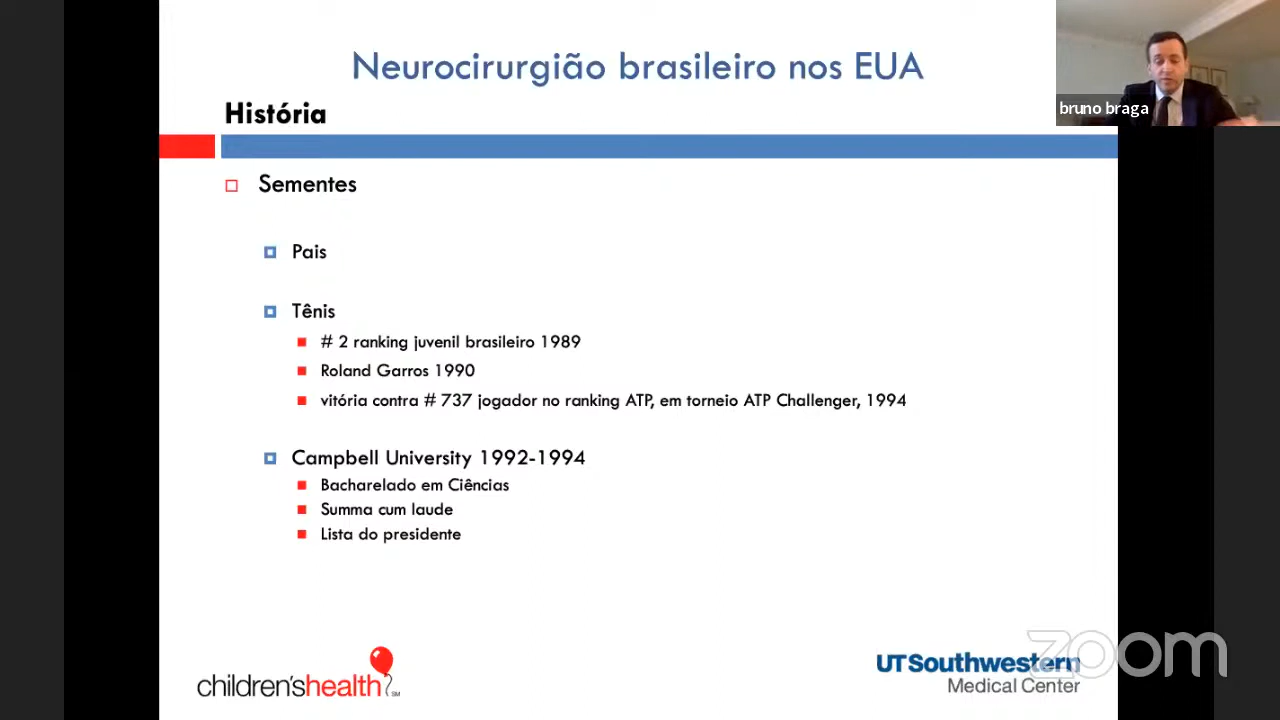 Neurocirurgião brasileiro nos EUA
bruno braga
História
Sementes
Pais
Tênis
# 2 ranking juvenil brasileiro 1989
Roland Garros 1990
vitória contra # 737 jogador no ranking ATP, em torneio ATP Challenger, 1994
Campbell University 1992-1994
Bacharelado em Ciências
Summa cum laude
Lista do presidente
children'shealth SM
UTSouthwestern
Medical Center
zoom